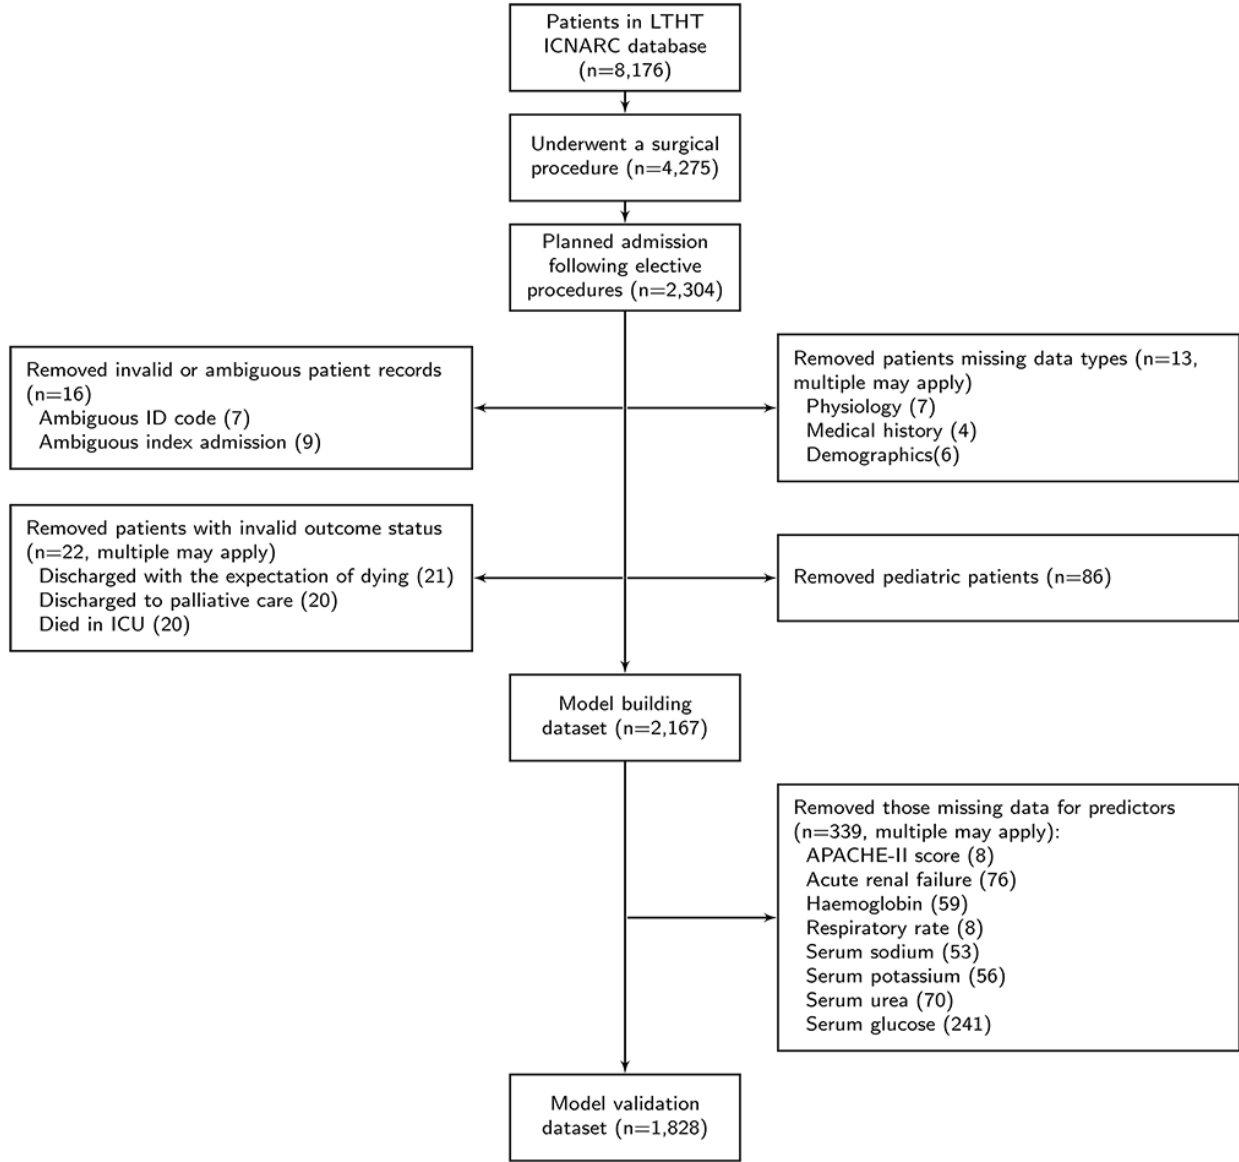 Patients in LTHT
ICNARC database
(n=8,176)
Underwent a surgical
procedure (n=4,275)
Planned admission
following elective
procedures (n=2,304)
Removed invalid or ambiguous patient records
(n=16)
Ambiguous ID code (7)
Ambiguous index admission (9)
Removed patients missing data types (n=13,
multiple may apply)
Physiology (7)
Medical history (4)
Demographics(6)
Removed patients with invalid outcome status
(n=22, multiple may apply)
Discharged with the expectation of dying (21)
Discharged to palliative care (20)
Died in ICU (20)
Removed pediatric patients (n=86)
Model building
dataset (n=2,167)
Removed those missing data for predictors
(n=339, multiple may apply):
APACHE-II score (8)
Acute renal failure (76)
Haemoglobin (59)
Respiratory rate (8)
Serum sodium (53)
Serum potassium (56)
Serum urea (70)
Serum glucose (241)
Model validation
dataset (n=1,828)